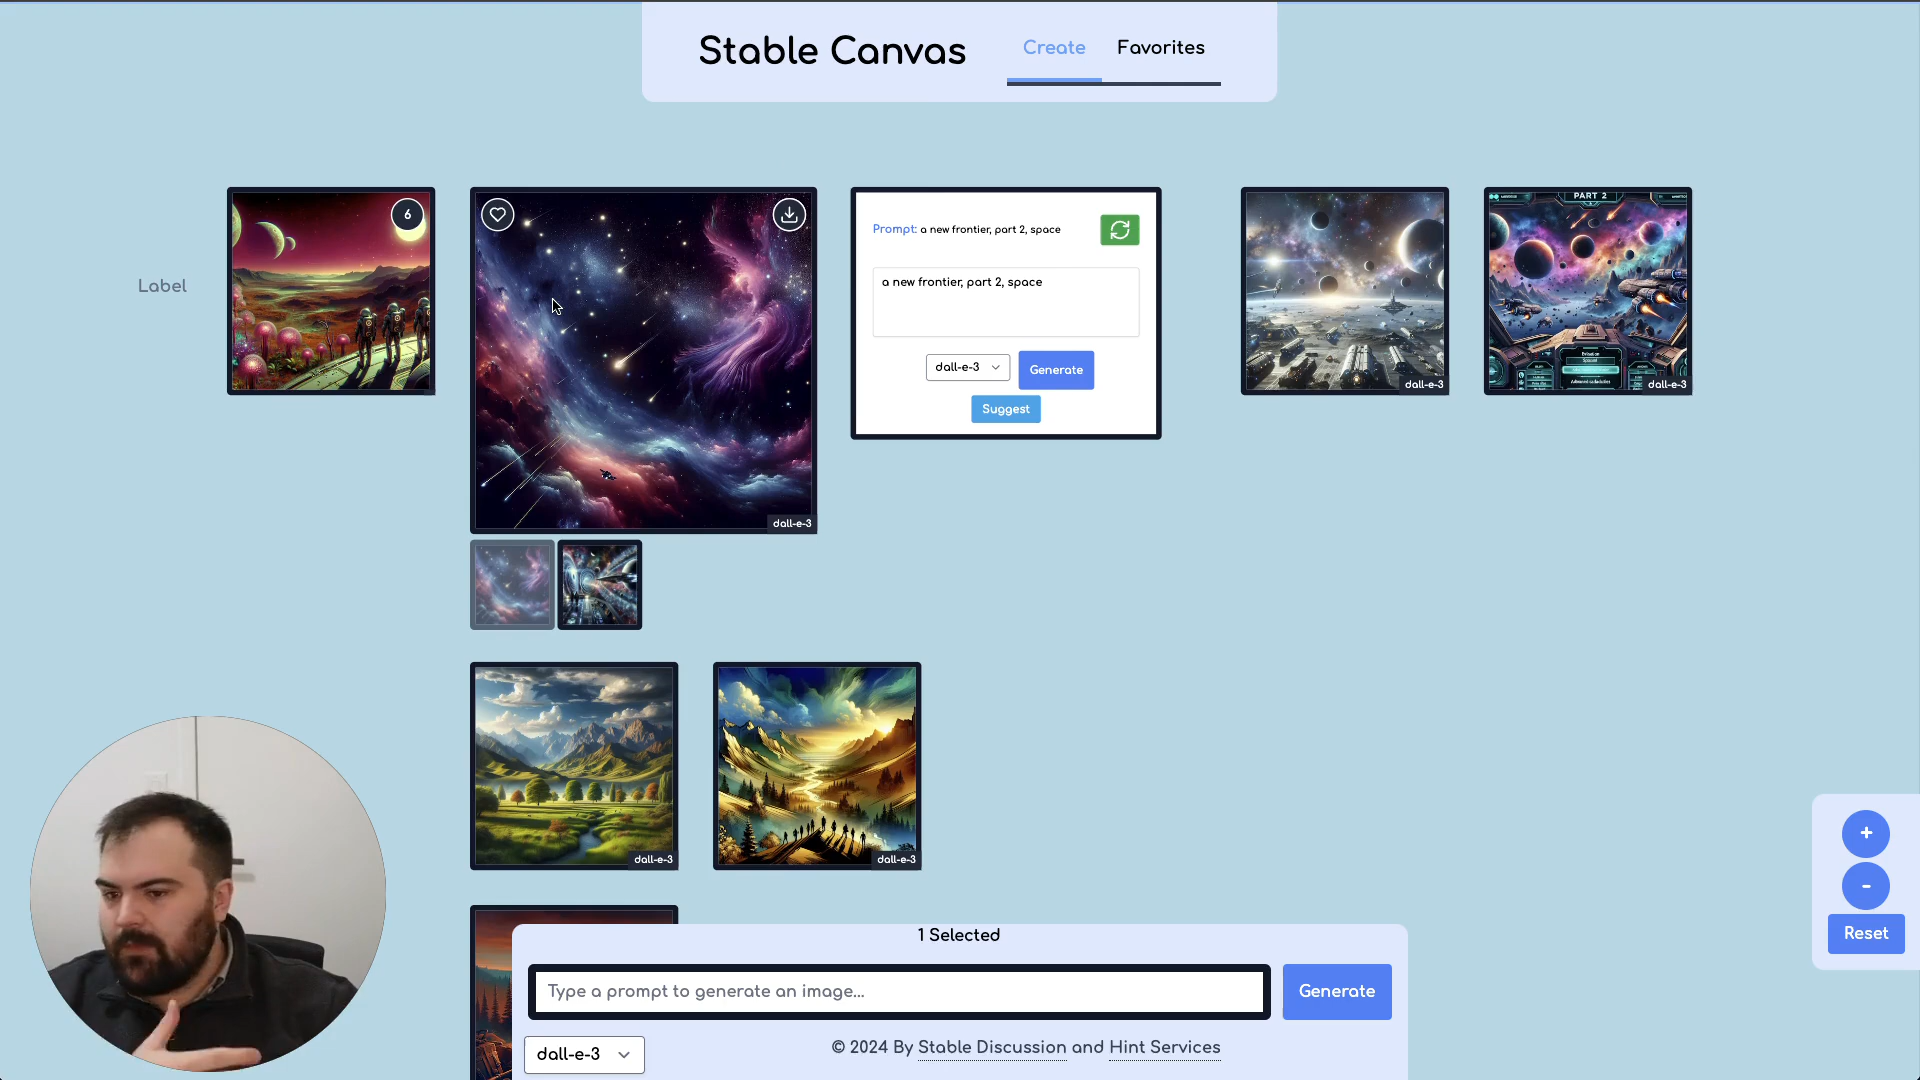 Stable Canvas
Create
Favorites
Label
6
dall-e-3
Prompt: a new frontier, part 2, space
a new frontier, part 2, space
dall-e-3
Generate
Suggest
dall-e-3
PART 2
dall-e-3
dall-e-3
dall-e-3
1 Selected
Type a prompt to generate an image...
Generate
dall-e-3
© 2024 By Stable Discussion and Hint Services
+
-
Reset